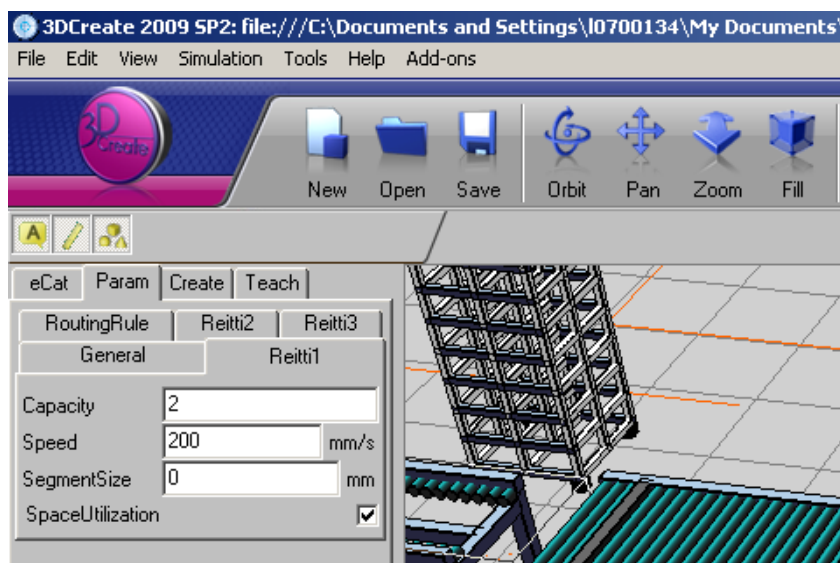 3DCreate 2009 SP2: file:///C:\Documents and Settings\l0700134\My Documents\
File Edit View Simulation Tools Help Add-ons
3D
Create
New Open Save Orbit Pan Zoom Fill
A
eCat Param Create Teach
RoutingRule Reitti2 Reitti3
General Reitti1
Capacity 2
Speed 200 mm/s
SegmentSize 0 mm
SpaceUtilization